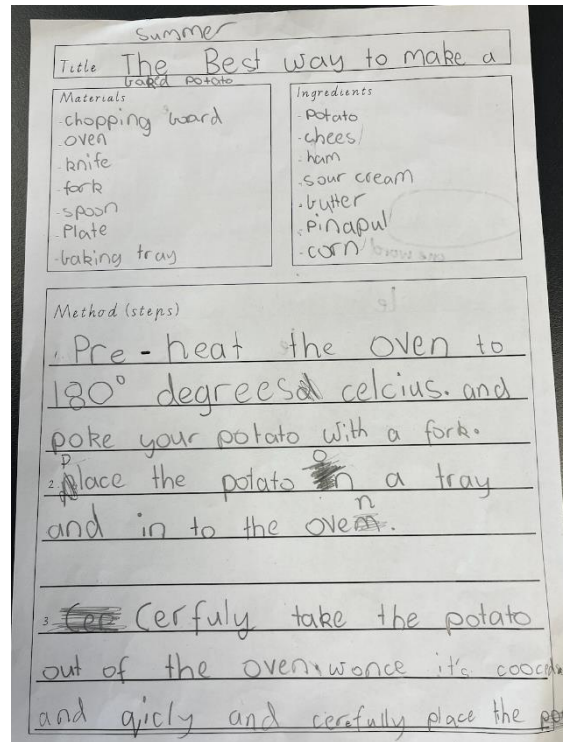 Summer
Title The Best way to make a
baked potato
Materials
-chopping board
-oven
-knife
-fork
-spoon
-Plate
-baking tray
Ingredients
-Potato
-chees
-ham
-sour cream
-butter
-pinapul
-corn
Method (steps)
1. Pre-heat the oven to
180° degrees celcius. and
poke your potato with a fork.
2. Place the potato on a tray
and in to the oven.
3. Cerfuly take the potato
out of the oven, wonce it's
and qicly and cerefully place the